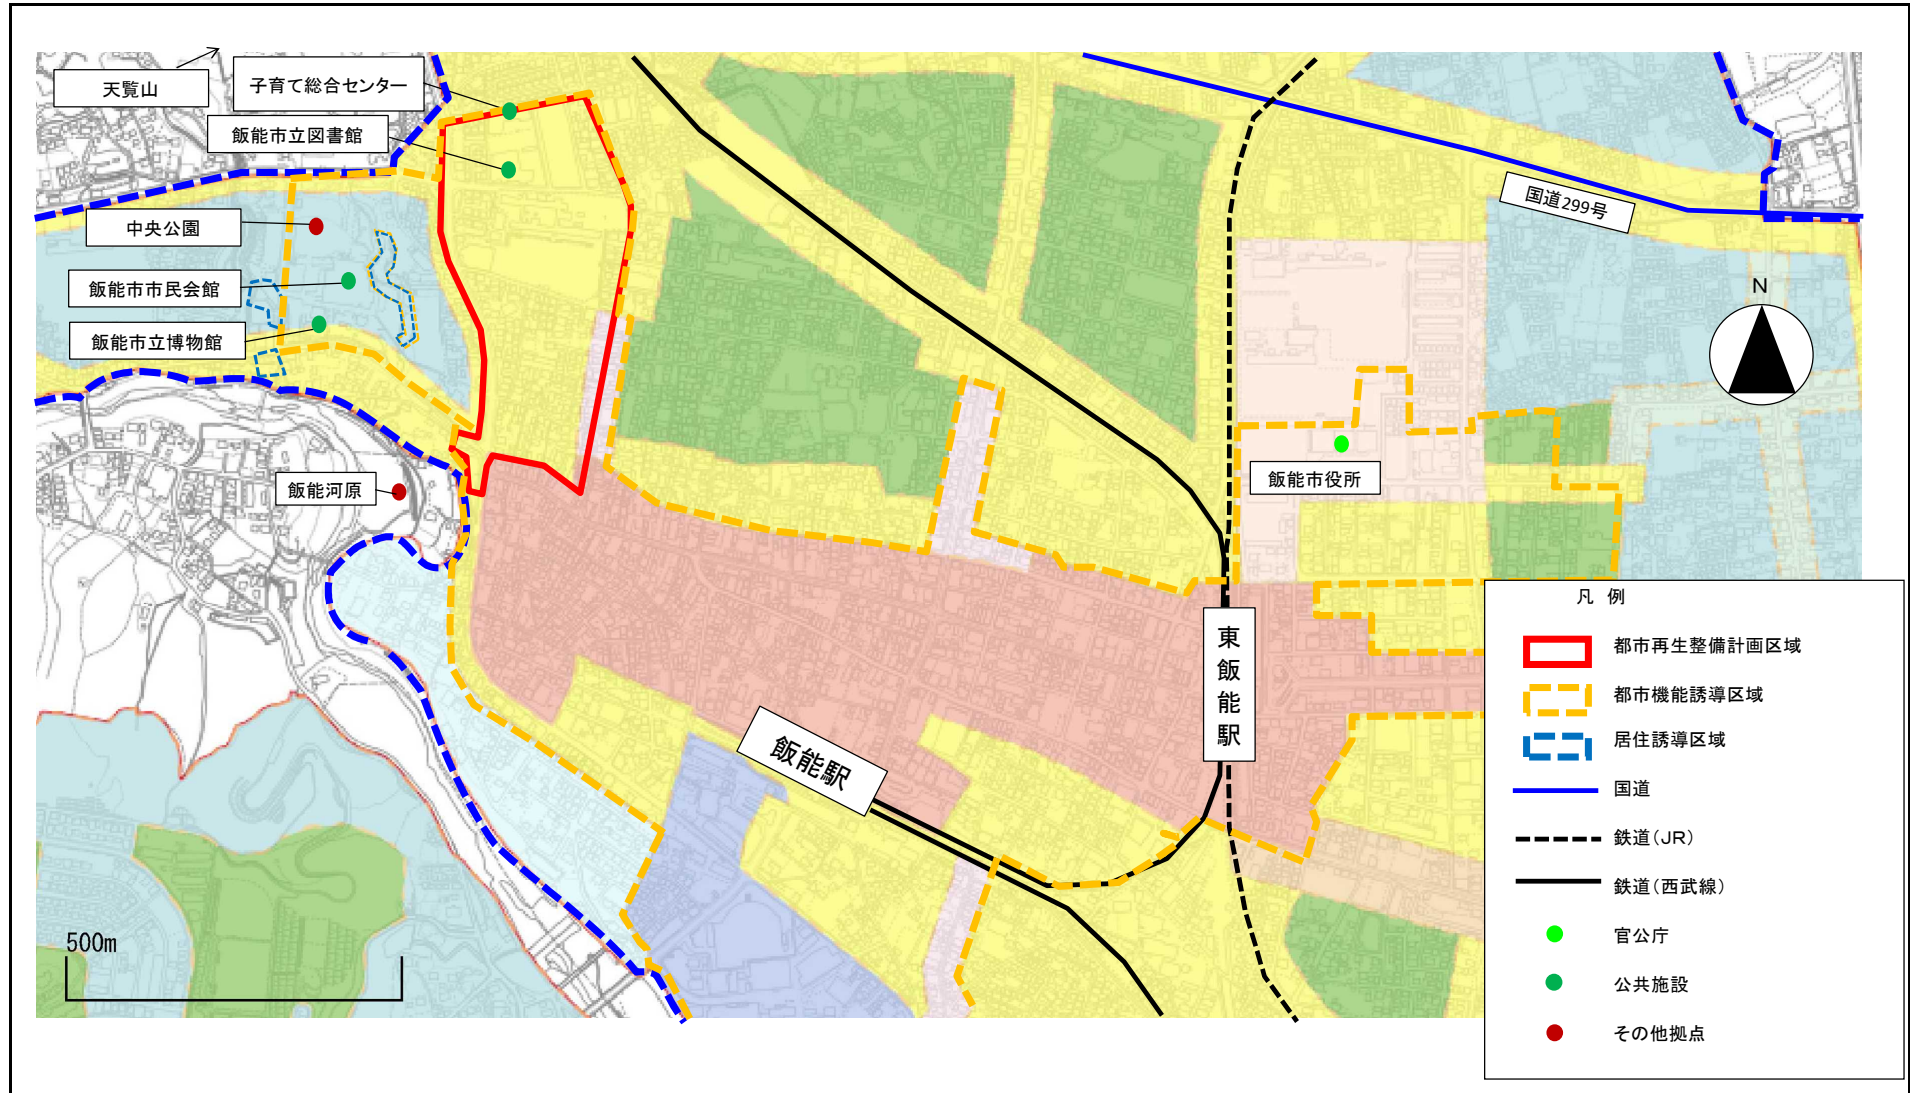 天覧山
子育て総合センター
飯能市立図書館
中央公園
飯能市市民会館
飯能市立博物館
飯能河原
国道299号
N
飯能市役所
東飯能駅
飯能駅
500m
凡 例
都市再生整備計画区域
都市機能誘導区域
居住誘導区域
国道
鉄道(JR)
鉄道(西武線)
官公庁
公共施設
その他拠点